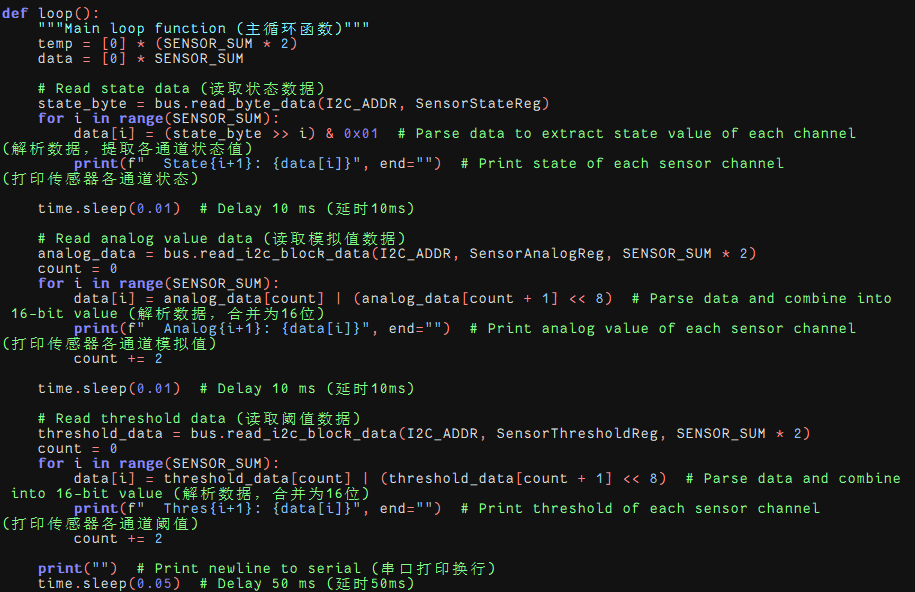 def loop():
    """Main loop function (主循环函数)"""
    temp = [0] * (SENSOR_SUM * 2)
    data = [0] * SENSOR_SUM

    # Read state data (读取状态数据)
    state_byte = bus.read_byte_data(I2C_ADDR, SensorStateReg)
    for i in range(SENSOR_SUM):
        data[i] = (state_byte >> i) & 0x01  # Parse data to extract state value of each channel
(解析数据，提取各通道状态值)
        print(f"  State{i+1}: {data[i]}", end="")  # Print state of each sensor channel
(打印传感器各通道状态)

    time.sleep(0.01)  # Delay 10 ms (延时10ms)

    # Read analog value data (读取模拟值数据)
    analog_data = bus.read_i2c_block_data(I2C_ADDR, SensorAnalogReg, SENSOR_SUM * 2)
    count = 0
    for i in range(SENSOR_SUM):
        data[i] = analog_data[count] | (analog_data[count + 1] << 8)  # Parse data and combine into
 16-bit value (解析数据，合并为16位)
        print(f"  Analog{i+1}: {data[i]}", end="")  # Print analog value of each sensor channel
(打印传感器各通道模拟值)
        count += 2

    time.sleep(0.01)  # Delay 10 ms (延时10ms)

    # Read threshold data (读取阈值数据)
    threshold_data = bus.read_i2c_block_data(I2C_ADDR, SensorThresholdReg, SENSOR_SUM * 2)
    count = 0
    for i in range(SENSOR_SUM):
        data[i] = threshold_data[count] | (threshold_data[count + 1] << 8)  # Parse data and combine
 into 16-bit value (解析数据，合并为16位)
        print(f"  Thres{i+1}: {data[i]}", end="")  # Print threshold of each sensor channel
(打印传感器各通道阈值)
        count += 2

    print("")  # Print newline to serial (串口打印换行)
    time.sleep(0.05)  # Delay 50 ms (延时50ms)